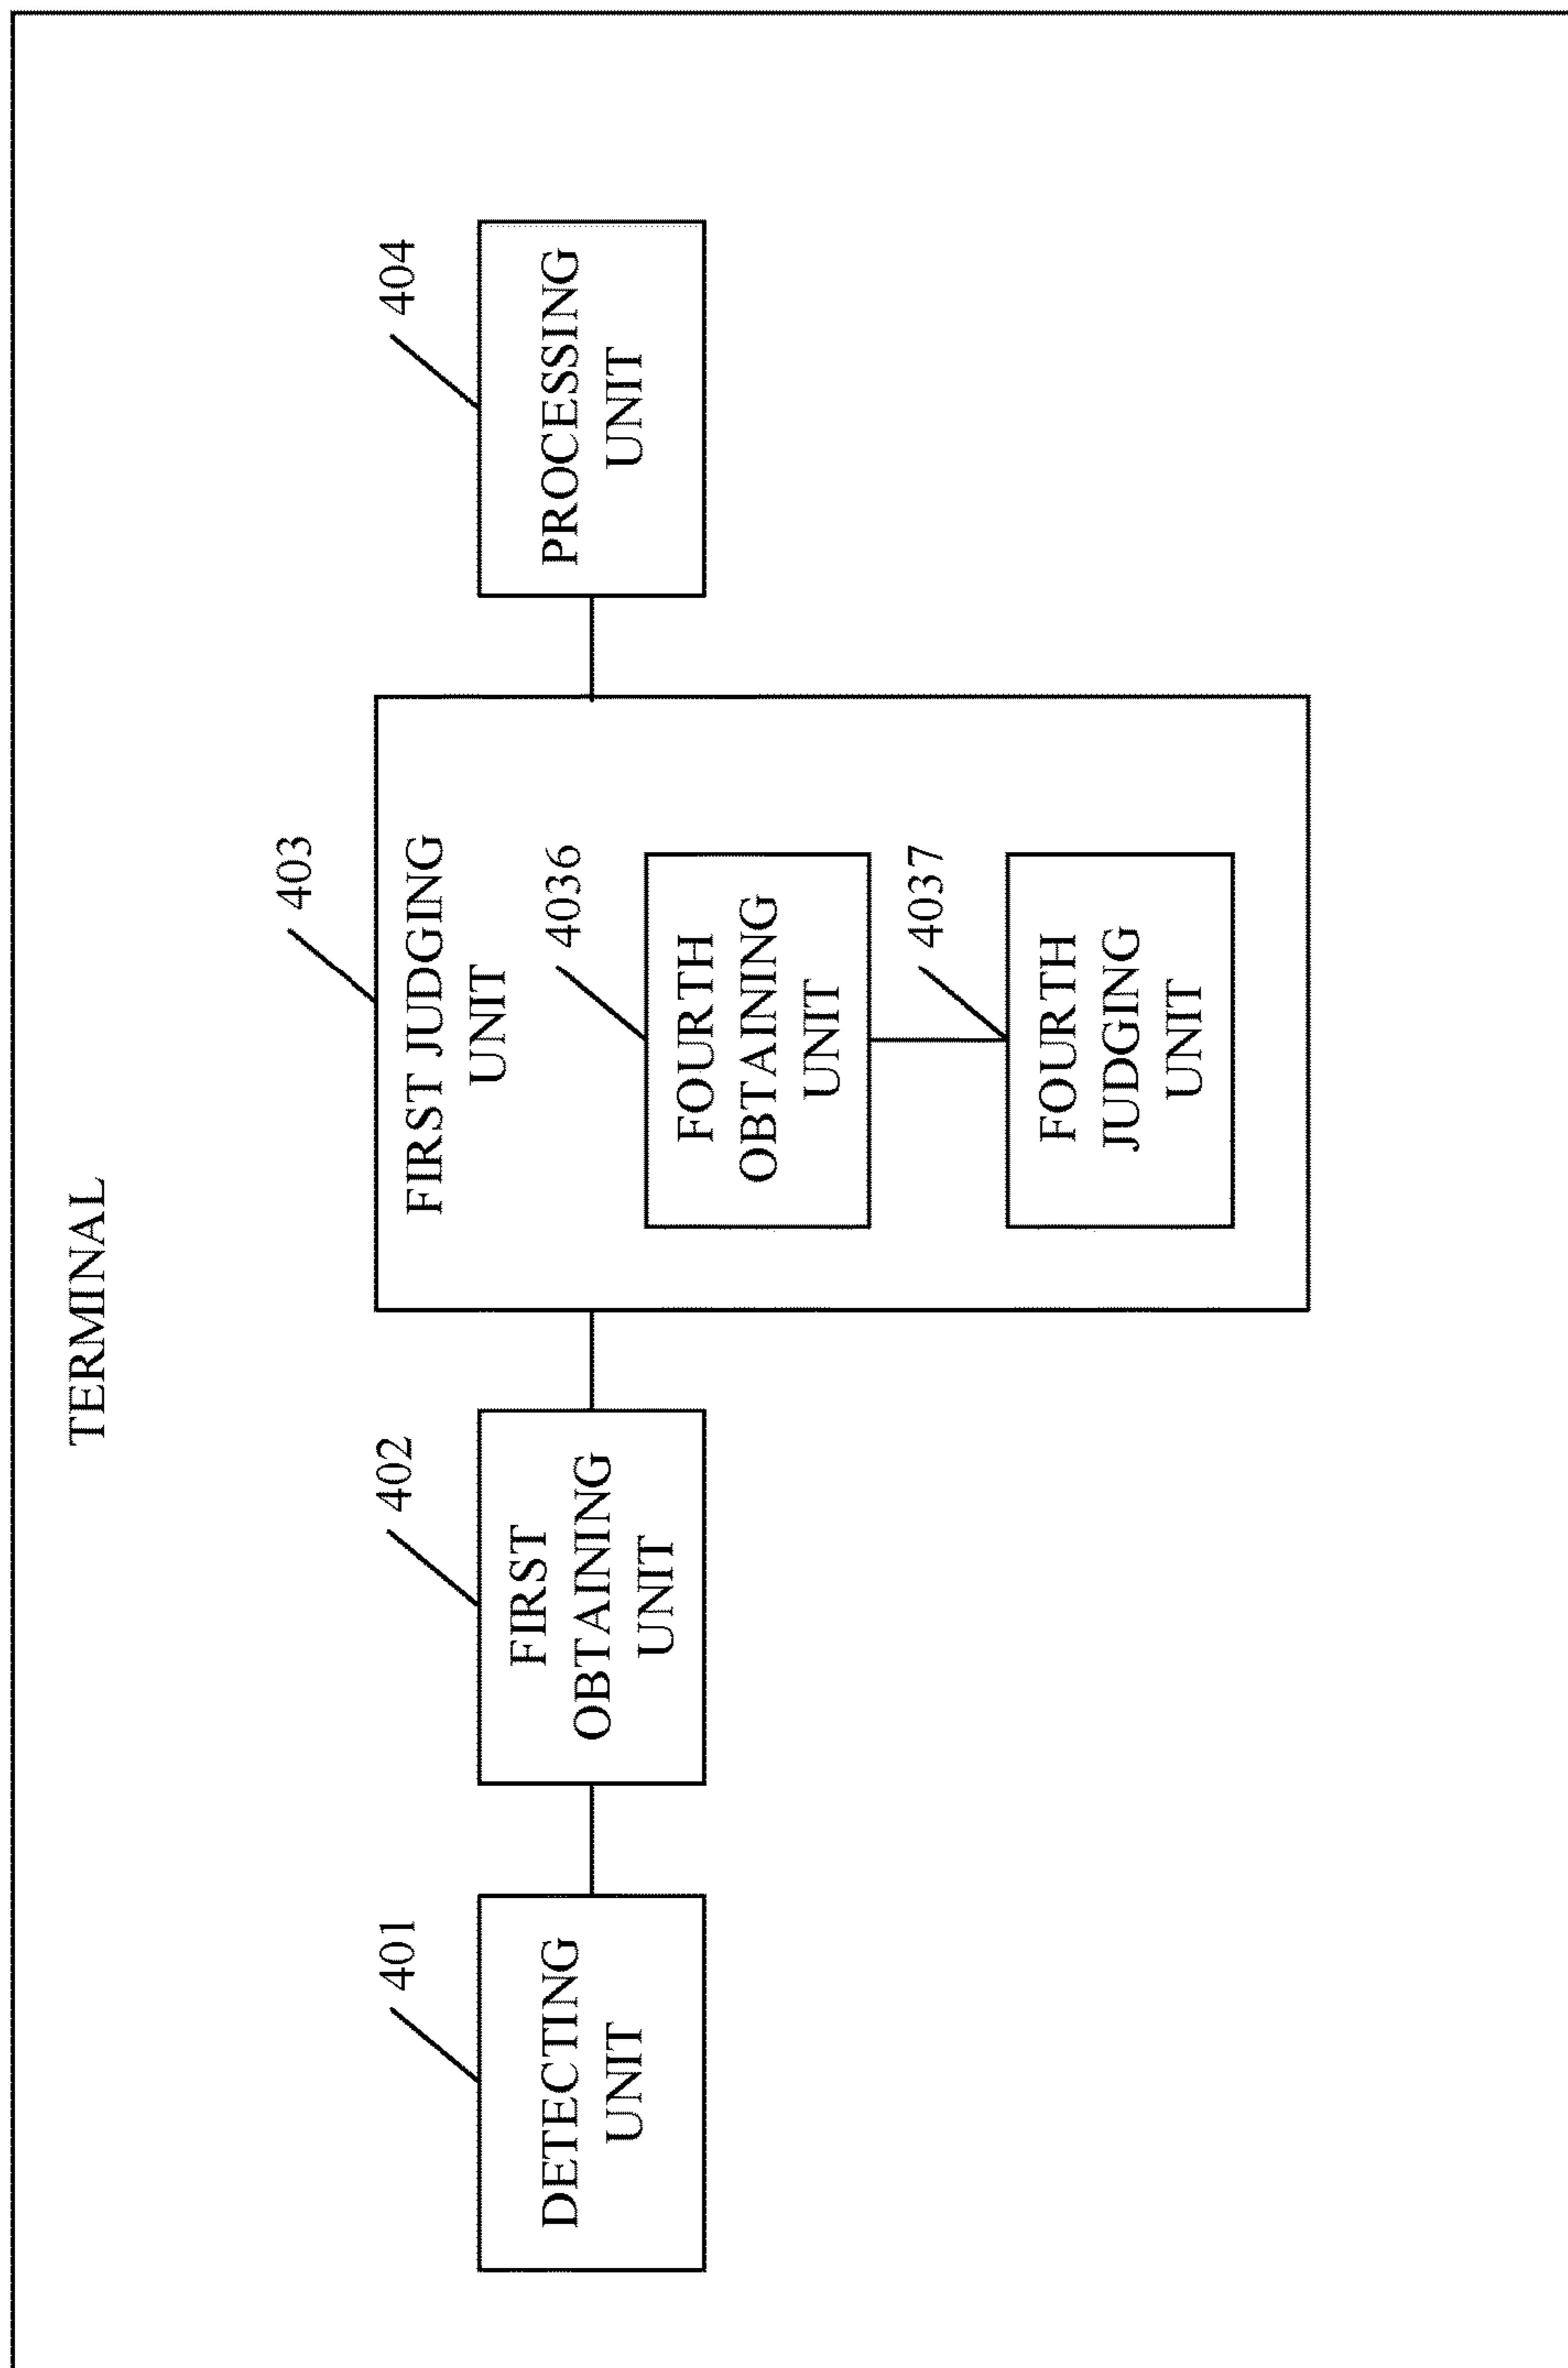 TERMINAL
401
DETECTING
UNIT
402
FIRST
OBTAINING
UNIT
403
FIRST JUDGING
UNIT
4036
FOURTH
OBTAINING
UNIT
4037
FOURTH
JUDGING
UNIT
404
PROCESSING
UNIT